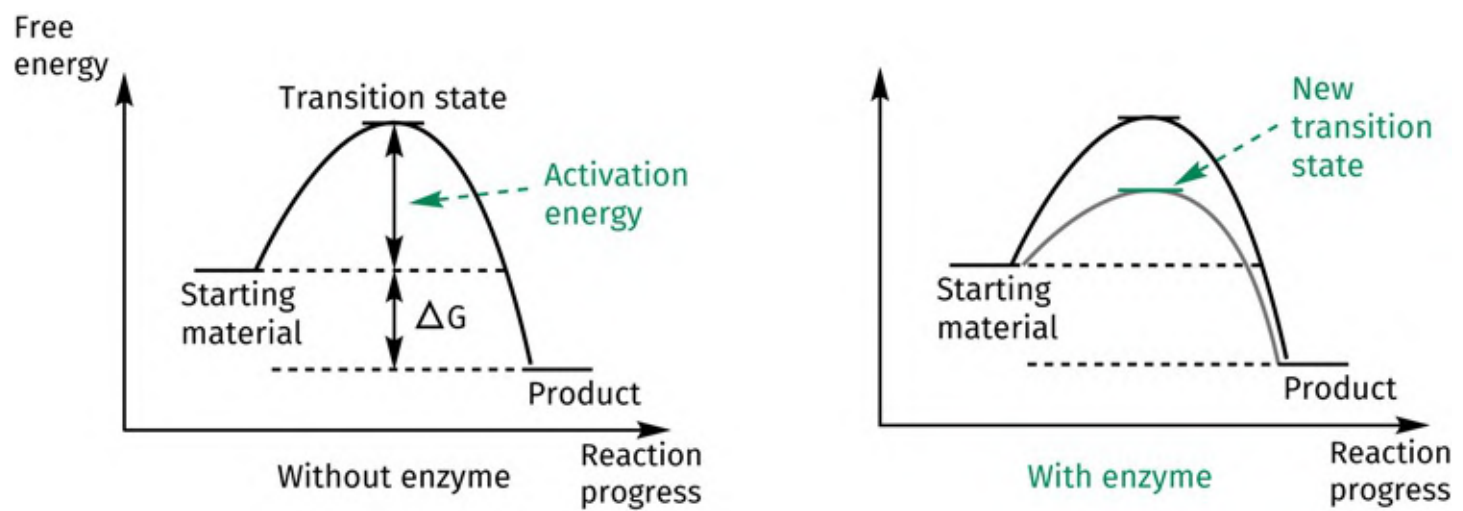 Free
energy
Transition state
Activation
energy
Starting
material
ΔG
Product
Reaction
progress
Without enzyme
New
transition
state
Starting
material
Product
Reaction
progress
With enzyme